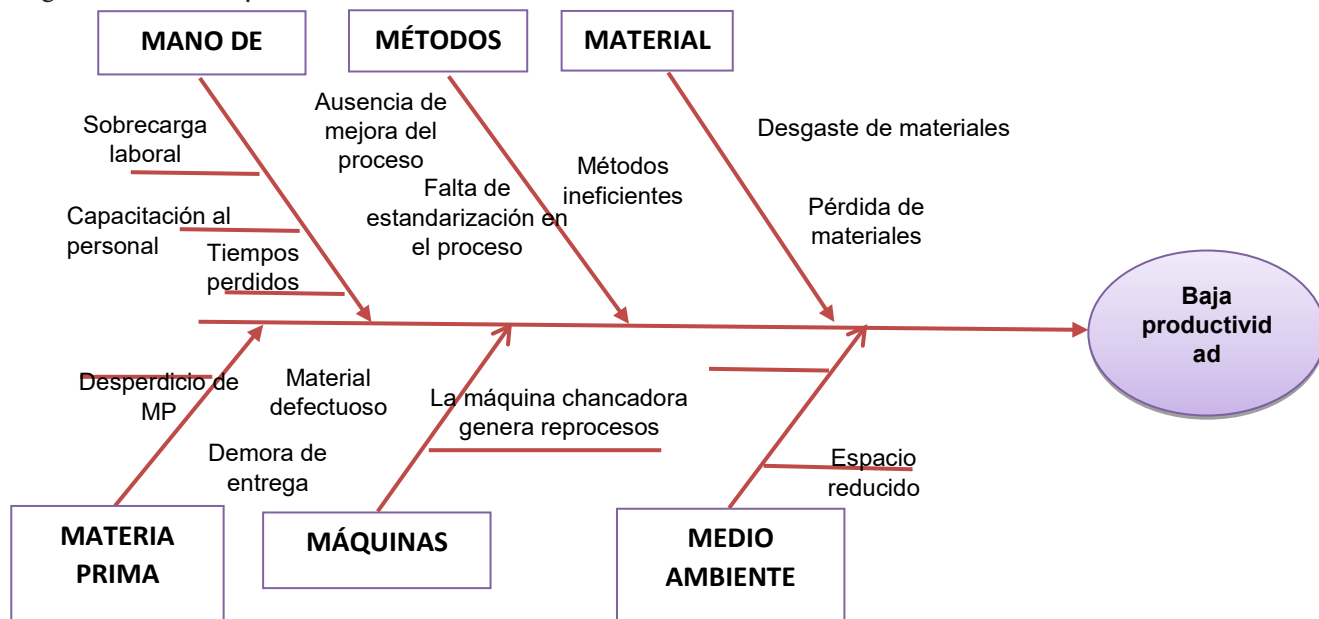 MANO DE
MÉTODOS
MATERIAL
Sobrecarga
laboral
Capacitación al
personal
Tiempos
perdidos
Ausencia de
mejora del
proceso
Falta de
estandarización en
el proceso
Métodos
ineficientes
Desgaste de materiales
Pérdida de
materiales
Baja
productivid
ad
Desperdicio de
MP
Material
defectuoso
Demora de
entrega
La máquina chancadora
genera reprocesos
Espacio
reducido
MATERIA
PRIMA
MÁQUINAS
MEDIO
AMBIENTE